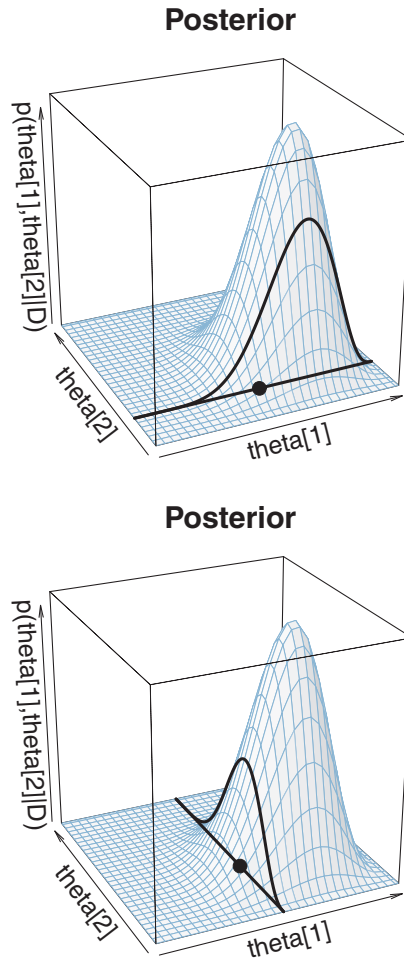 Posterior
p(theta[1],theta[2]|D)
theta[2]
theta[1]
Posterior
p(theta[1],theta[2]|D)
theta[2]
theta[1]